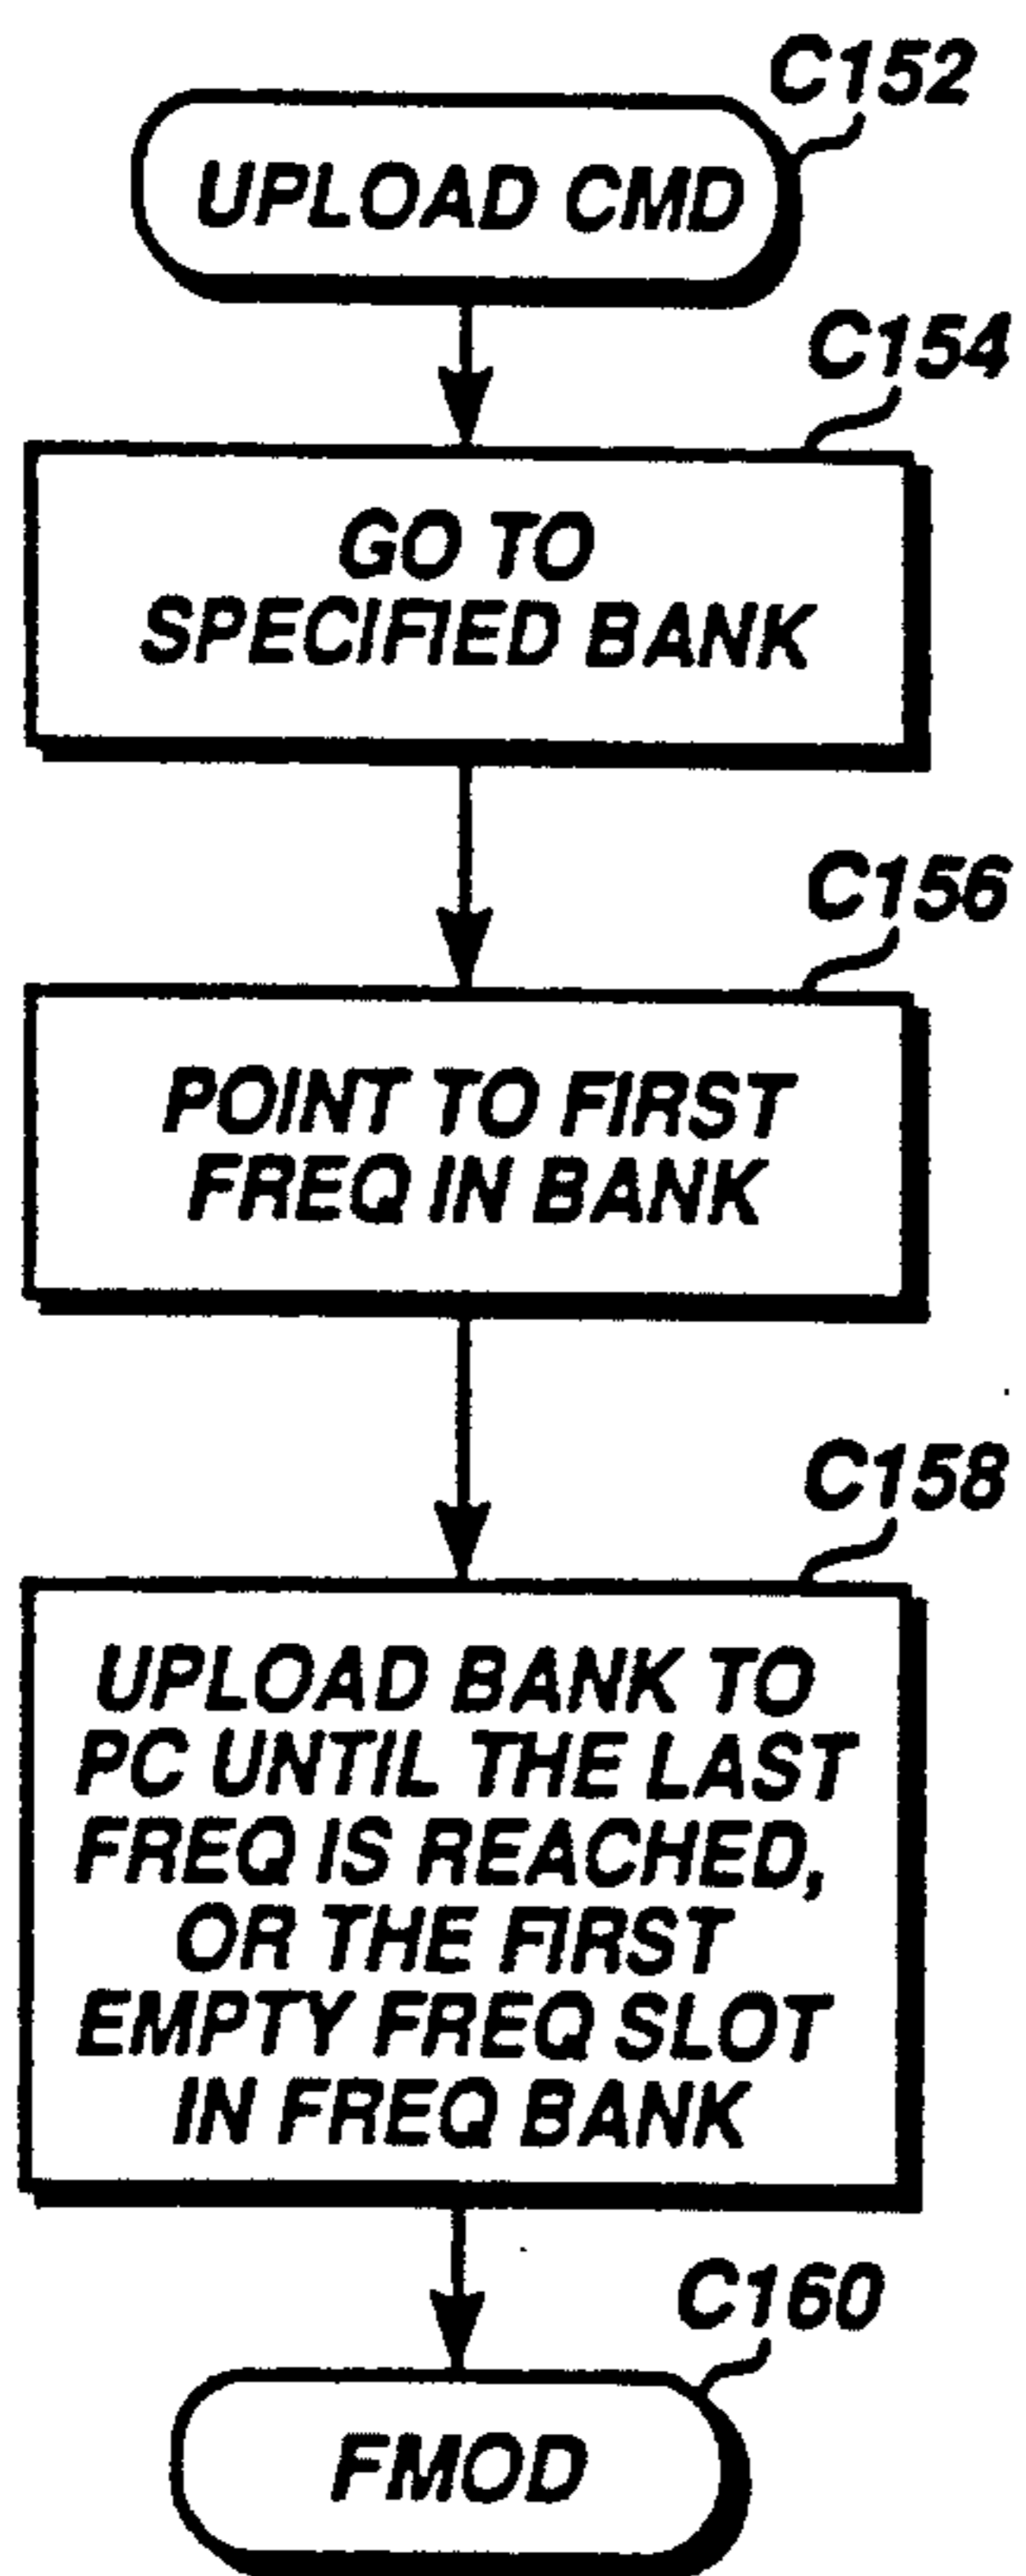 C152
UPLOAD CMD
C154
GO TO
SPECIFIED BANK
C156
POINT TO FIRST
FREQ IN BANK
C158
UPLOAD BANK TO
PC UNTIL THE LAST
FREQ IS REACHED,
OR THE FIRST
EMPTY FREQ SLOT
IN FREQ BANK
C160
FMOD